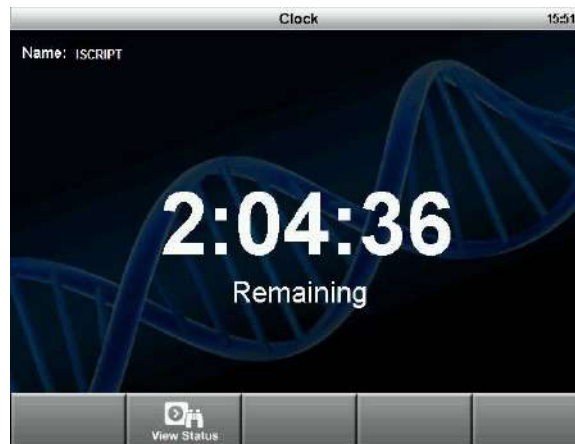 Clock 15:51
Name: ISCRIPT
2:04:36
Remaining
View Status